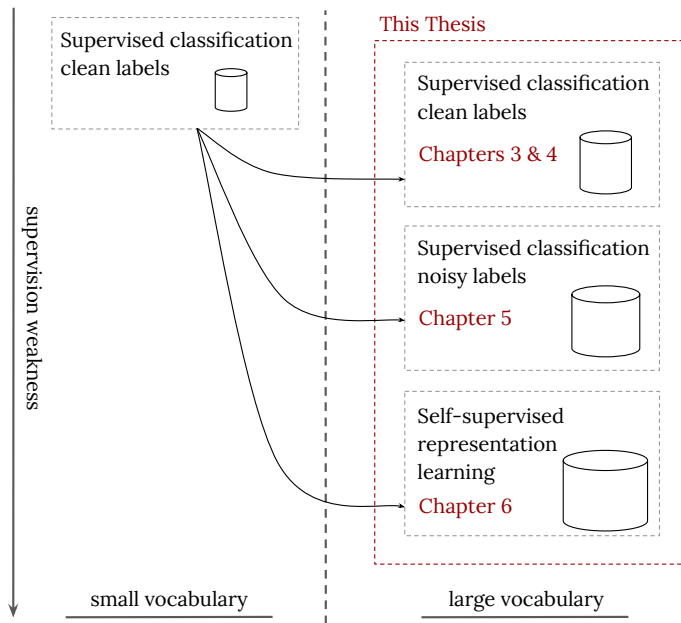 This Thesis
Supervised classification
clean labels
Supervised classification
clean labels
Chapters 3 & 4
supervision weakness
Supervised classification
noisy labels
Chapter 5
Self-supervised
representation
learning
Chapter 6
small vocabulary
large vocabulary